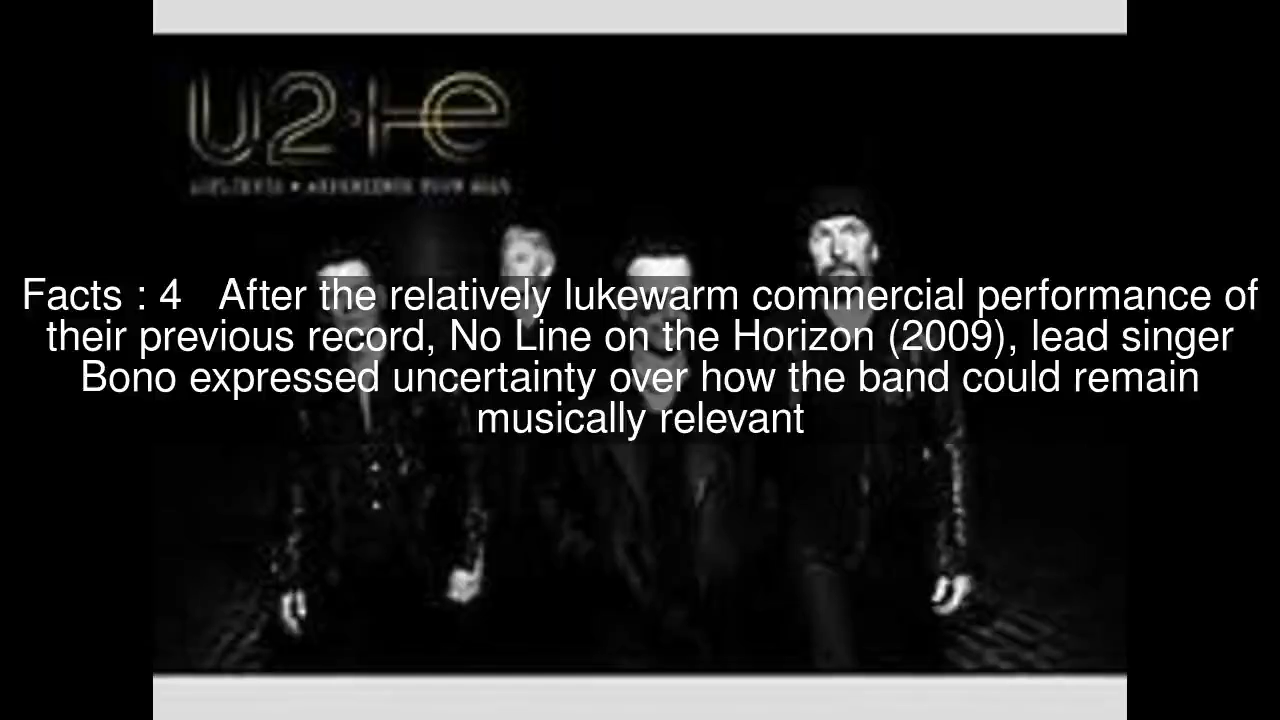 U2 i+e
Facts : 4 After the relatively lukewarm commercial performance of
their previous record, No Line on the Horizon (2009), lead singer
Bono expressed uncertainty over how the band could remain
musically relevant